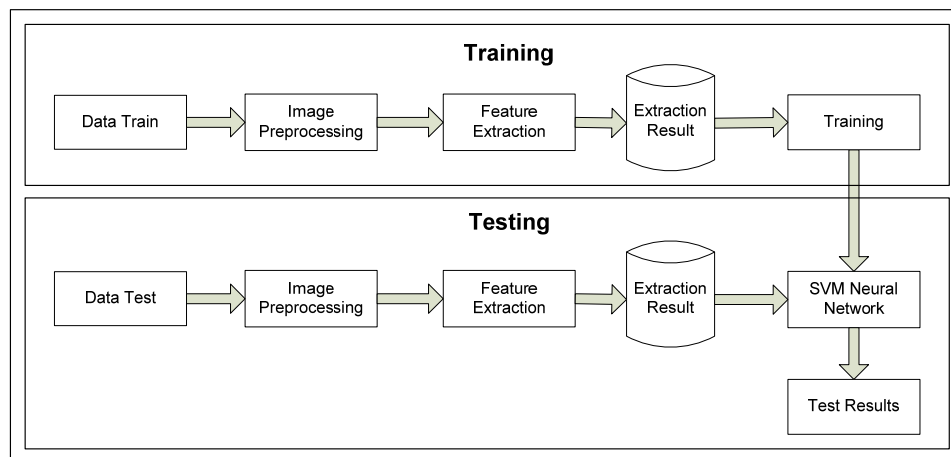 Training
Data Train
Image
Preprocessing
Feature
Extraction
Extraction
Result
Training
Testing
Data Test
Image
Preprocessing
Feature
Extraction
Extraction
Result
SVM Neural
Network
Test Results